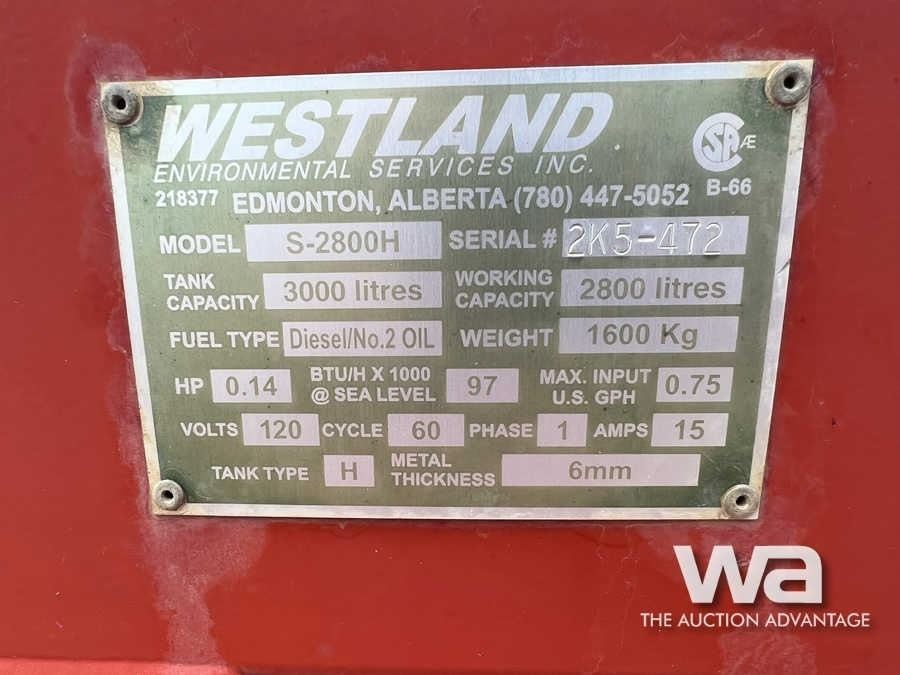 WESTLAND
ENVIRONMENTAL SERVICES INC.
218377 EDMONTON, ALBERTA (780) 447-5052 B-66
MODEL S-2800H SERIAL # 2K5-472
TANK CAPACITY 3000 litres WORKING CAPACITY 2800 litres
FUEL TYPE Diesel/No.2 OIL WEIGHT 1600 Kg
HP 0.14 BTU/H X 1000 @ SEA LEVEL 97 MAX. INPUT U.S. GPH 0.75
VOLTS 120 CYCLE 60 PHASE 1 AMPS 15
TANK TYPE H METAL THICKNESS 6mm
wa
THE AUCTION ADVANTAGE